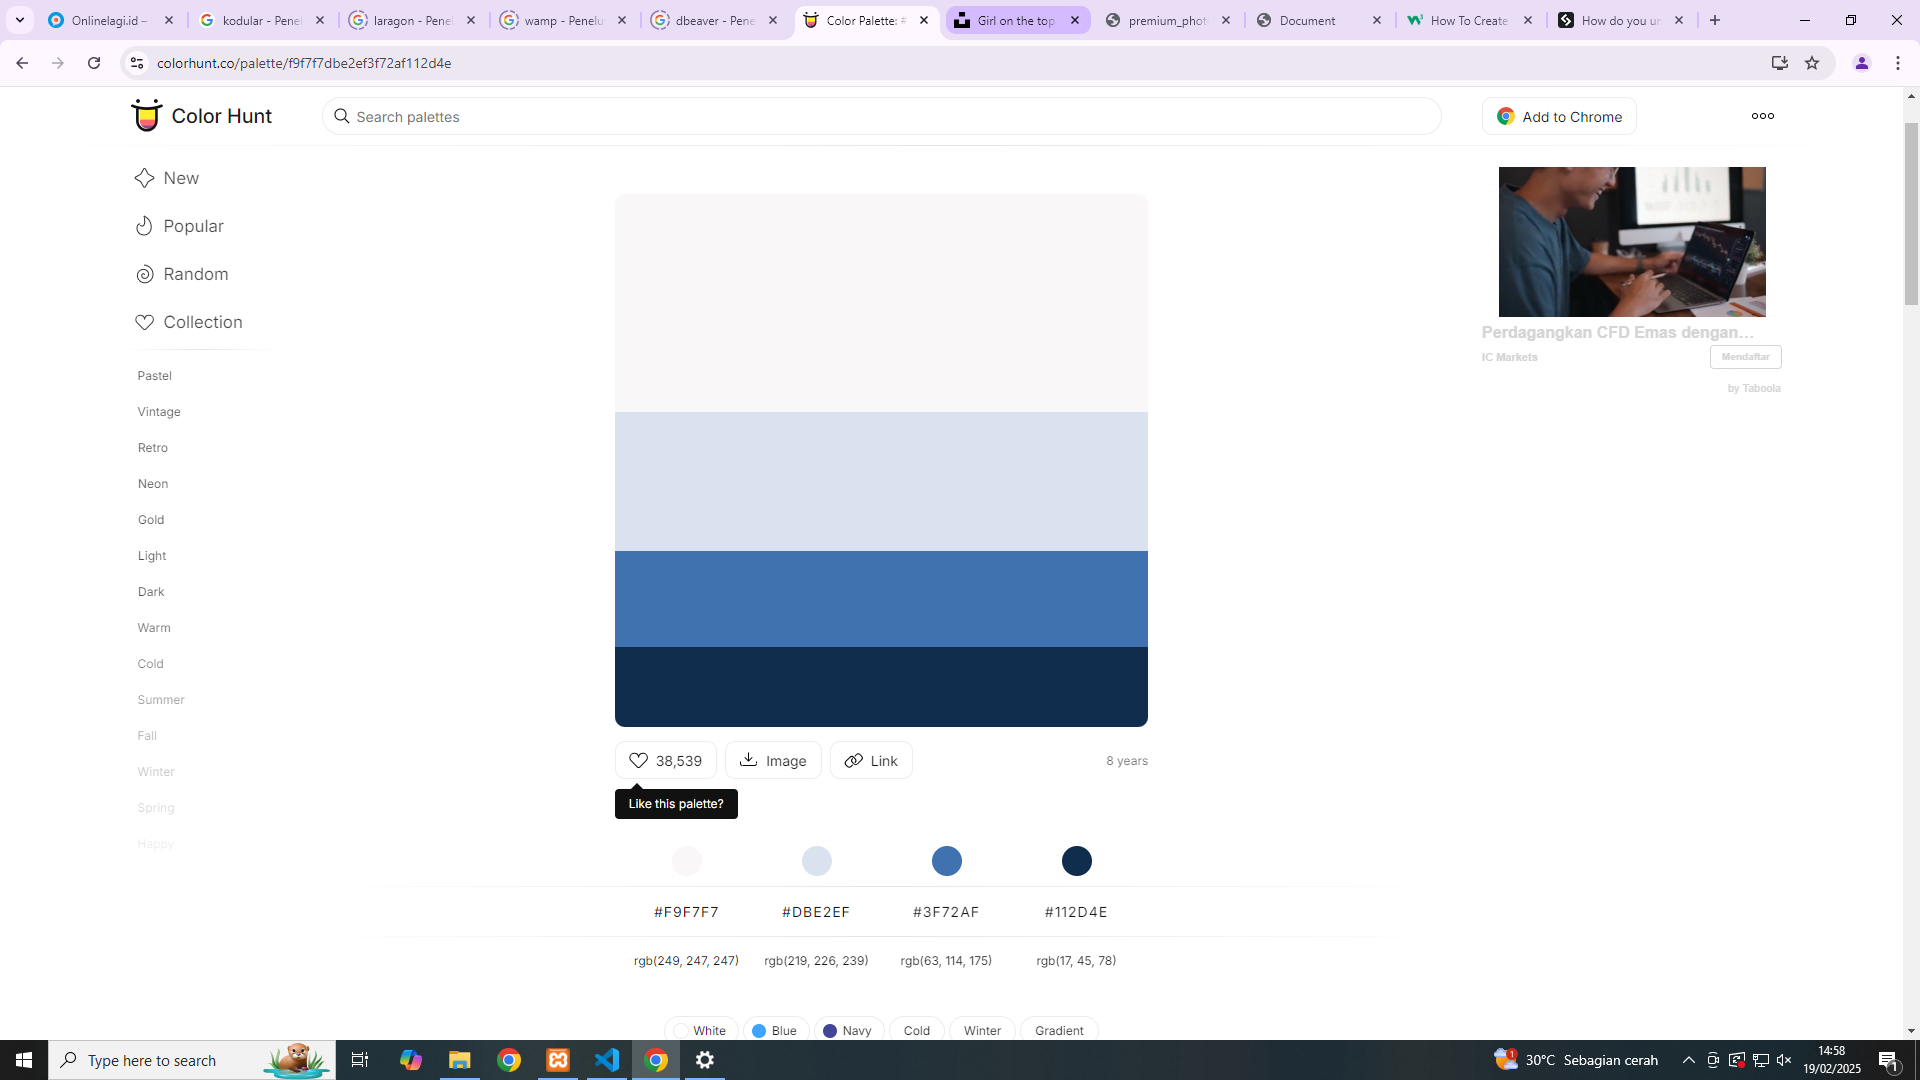 Onlinelagi.id –
kodular - Penel
laragon - Penel
wamp - Penelu
dbeaver - Pene
Color Palette: #
Girl on the top
premium_phot
Document
How To Create
How do you un
colorhunt.co/palette/f9f7f7dbe2ef3f72af112d4e
Color Hunt
Search palettes
Add to Chrome
New
Popular
Random
Collection
Pastel
Vintage
Retro
Neon
Gold
Light
Dark
Warm
Cold
Summer
Fall
Winter
Spring
Happy
Perdagangkan CFD Emas dengan…
IC Markets
Mendaftar
by Taboola
38,539
Image
Link
8 years
Like this palette?
#F9F7F7 #DBE2EF #3F72AF #112D4E
rgb(249, 247, 247) rgb(219, 226, 239) rgb(63, 114, 175) rgb(17, 45, 78)
White Blue Navy Cold Winter Gradient
Type here to search
1
30°C Sebagian cerah
14:58
19/02/2025
1